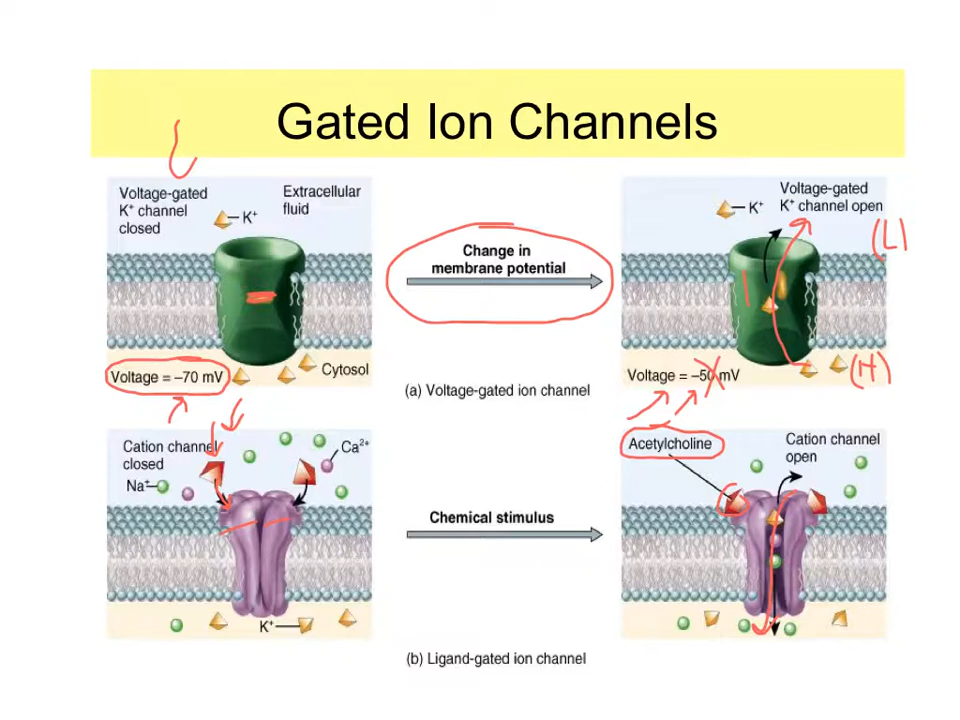 Gated Ion Channels
Voltage-gated
K⁺ channel
closed
Extracellular
fluid
K⁺
Voltage = –70 mV
Cytosol
Change in
membrane potential
K⁺
Voltage-gated
K⁺ channel open
(L)
Voltage = –50 mV
(H)
(a) Voltage-gated ion channel
Cation channel
closed
Na⁺
Ca²⁺
K⁺
Chemical stimulus
Acetylcholine
Cation channel
open
(b) Ligand-gated ion channel